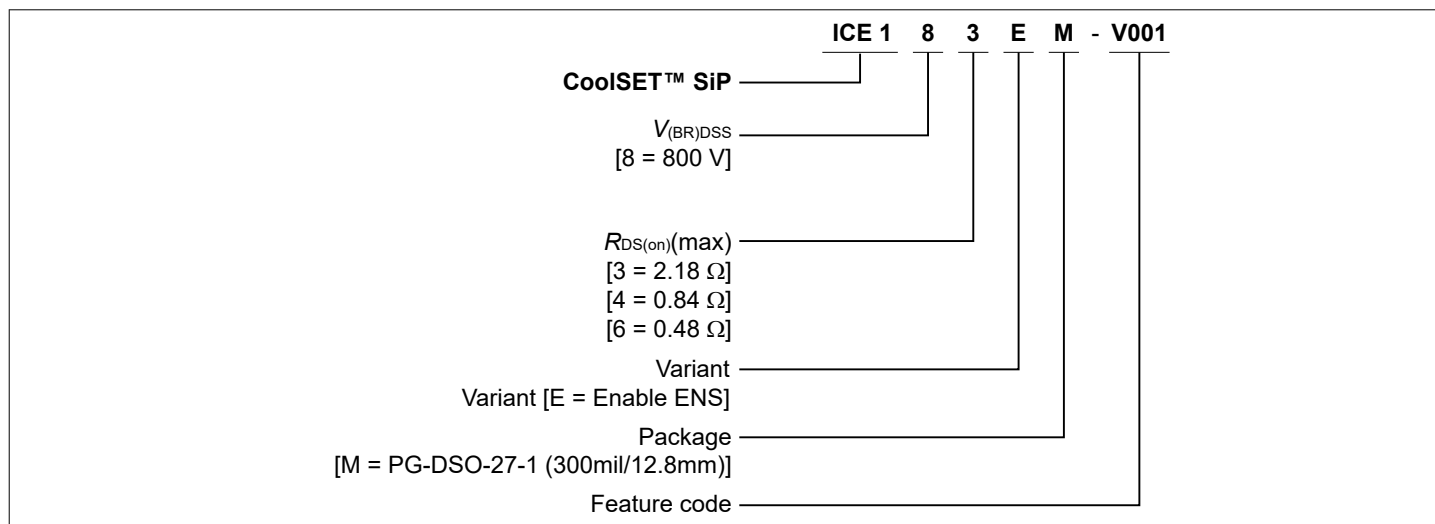 ICE 1 8 3 E M - V001
CoolSET™ SiP
V(BR)DSS
[8 = 800 V]
RDS(on)(max)
[3 = 2.18 Ω]
[4 = 0.84 Ω]
[6 = 0.48 Ω]
Variant
Variant [E = Enable ENS]
Package
[M = PG-DSO-27-1 (300mil/12.8mm)]
Feature code